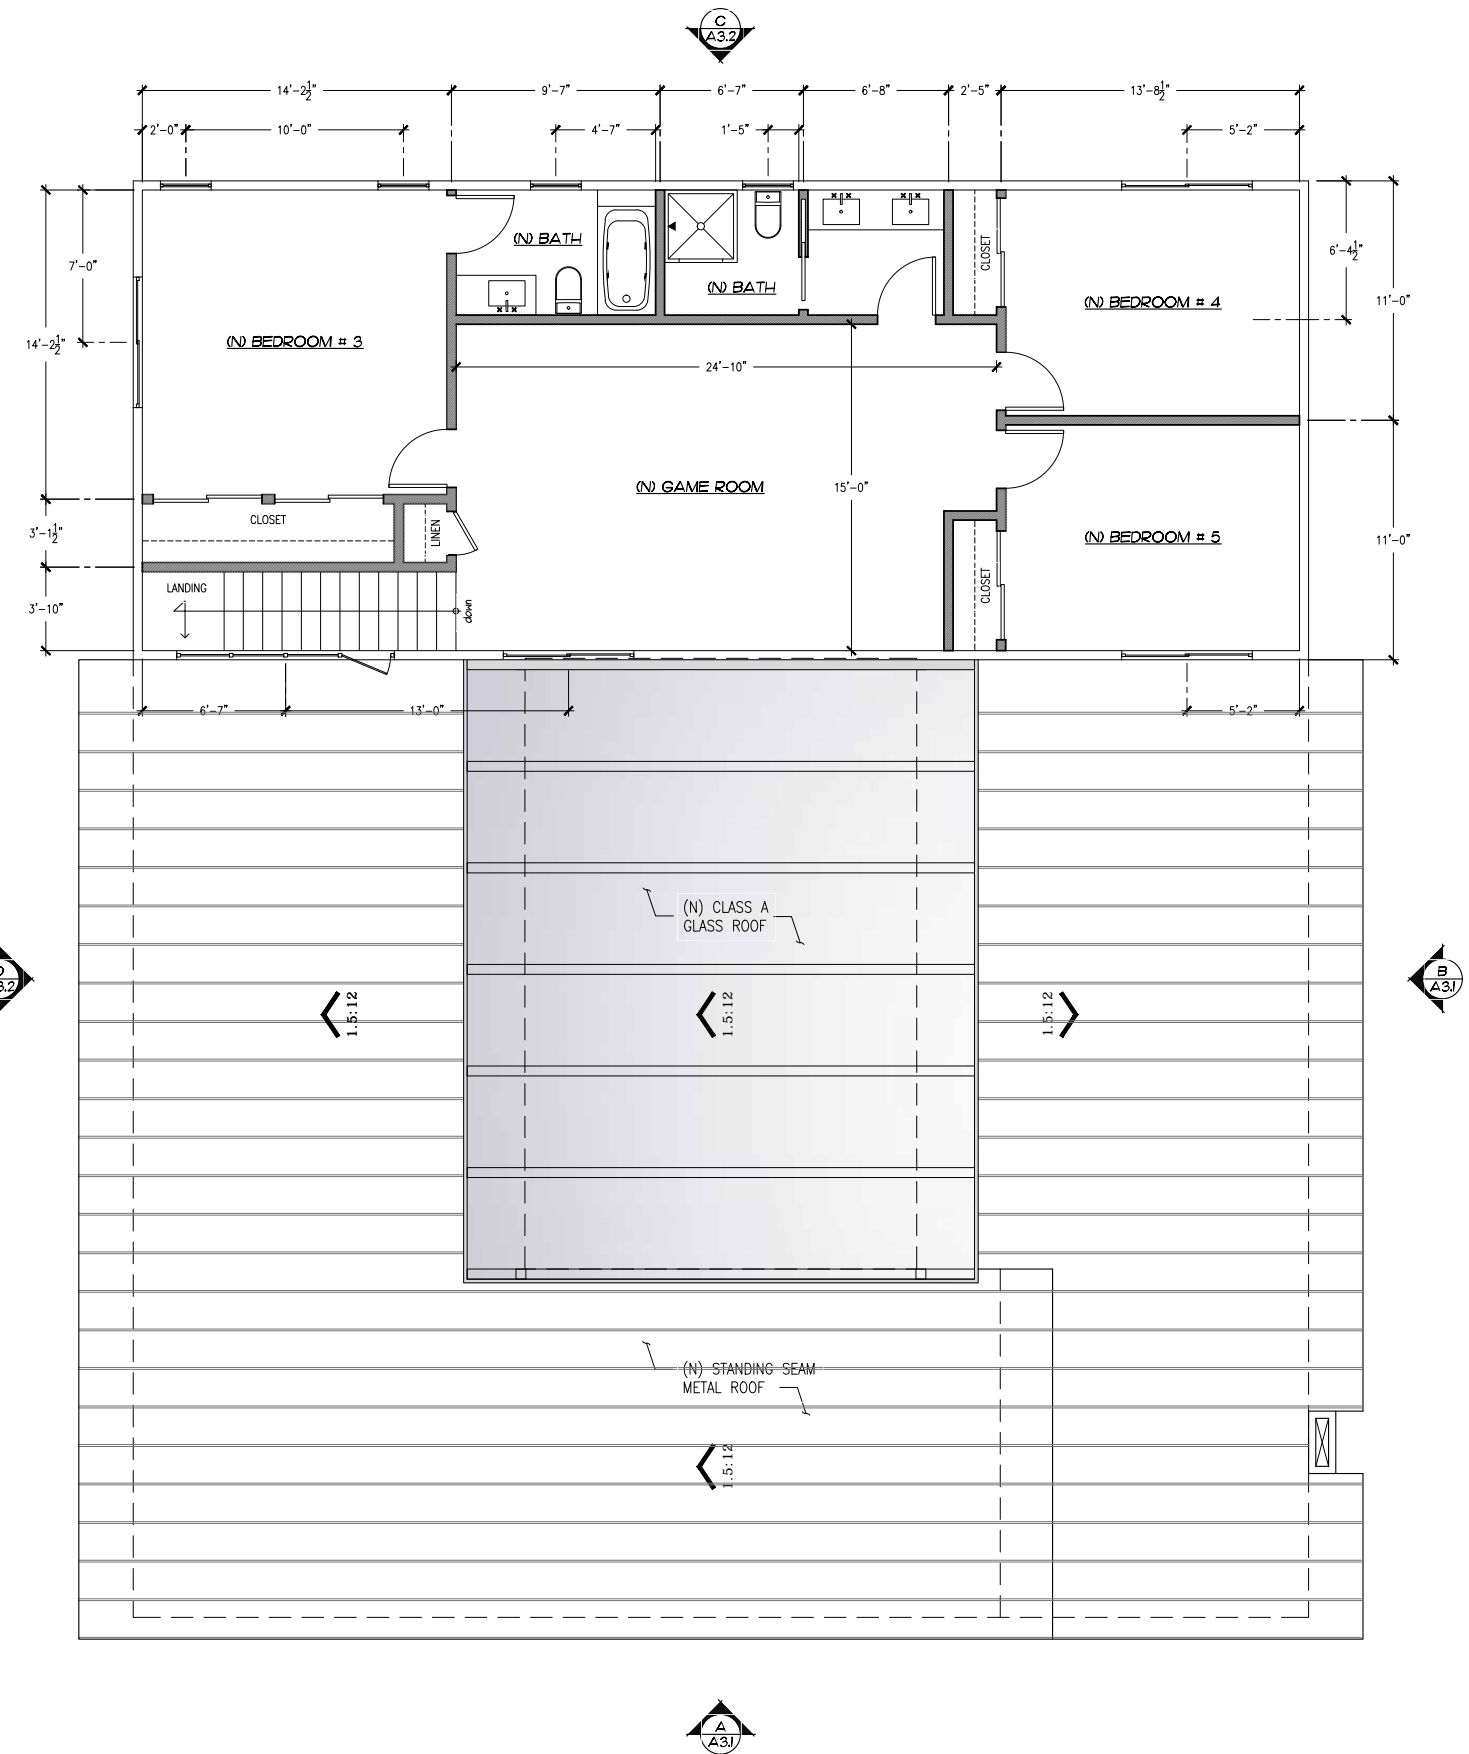 C
A3.2
14'-2½"
9'-7"
6'-7"
6'-8"
2'-5"
13'-8½"
2'-0"
10'-0"
4'-7"
1'-5"
5'-2"
7'-0"
14'-2½"
3'-1½"
3'-10"
6'-4½"
11'-0"
11'-0"
(N) BATH
(N) BATH
CLOSET
(N) BEDROOM # 4
(N) BEDROOM # 3
24'-10"
15'-0"
(N) GAME ROOM
CLOSET
LINEN
(N) BEDROOM # 5
CLOSET
LANDING
down
6'-7"
13'-0"
5'-2"
(N) CLASS A
GLASS ROOF
B
A3.1
1.5:12
1.5:12
1.5:12
(N) STANDING SEAM
METAL ROOF
1.5:12
A
A3.1